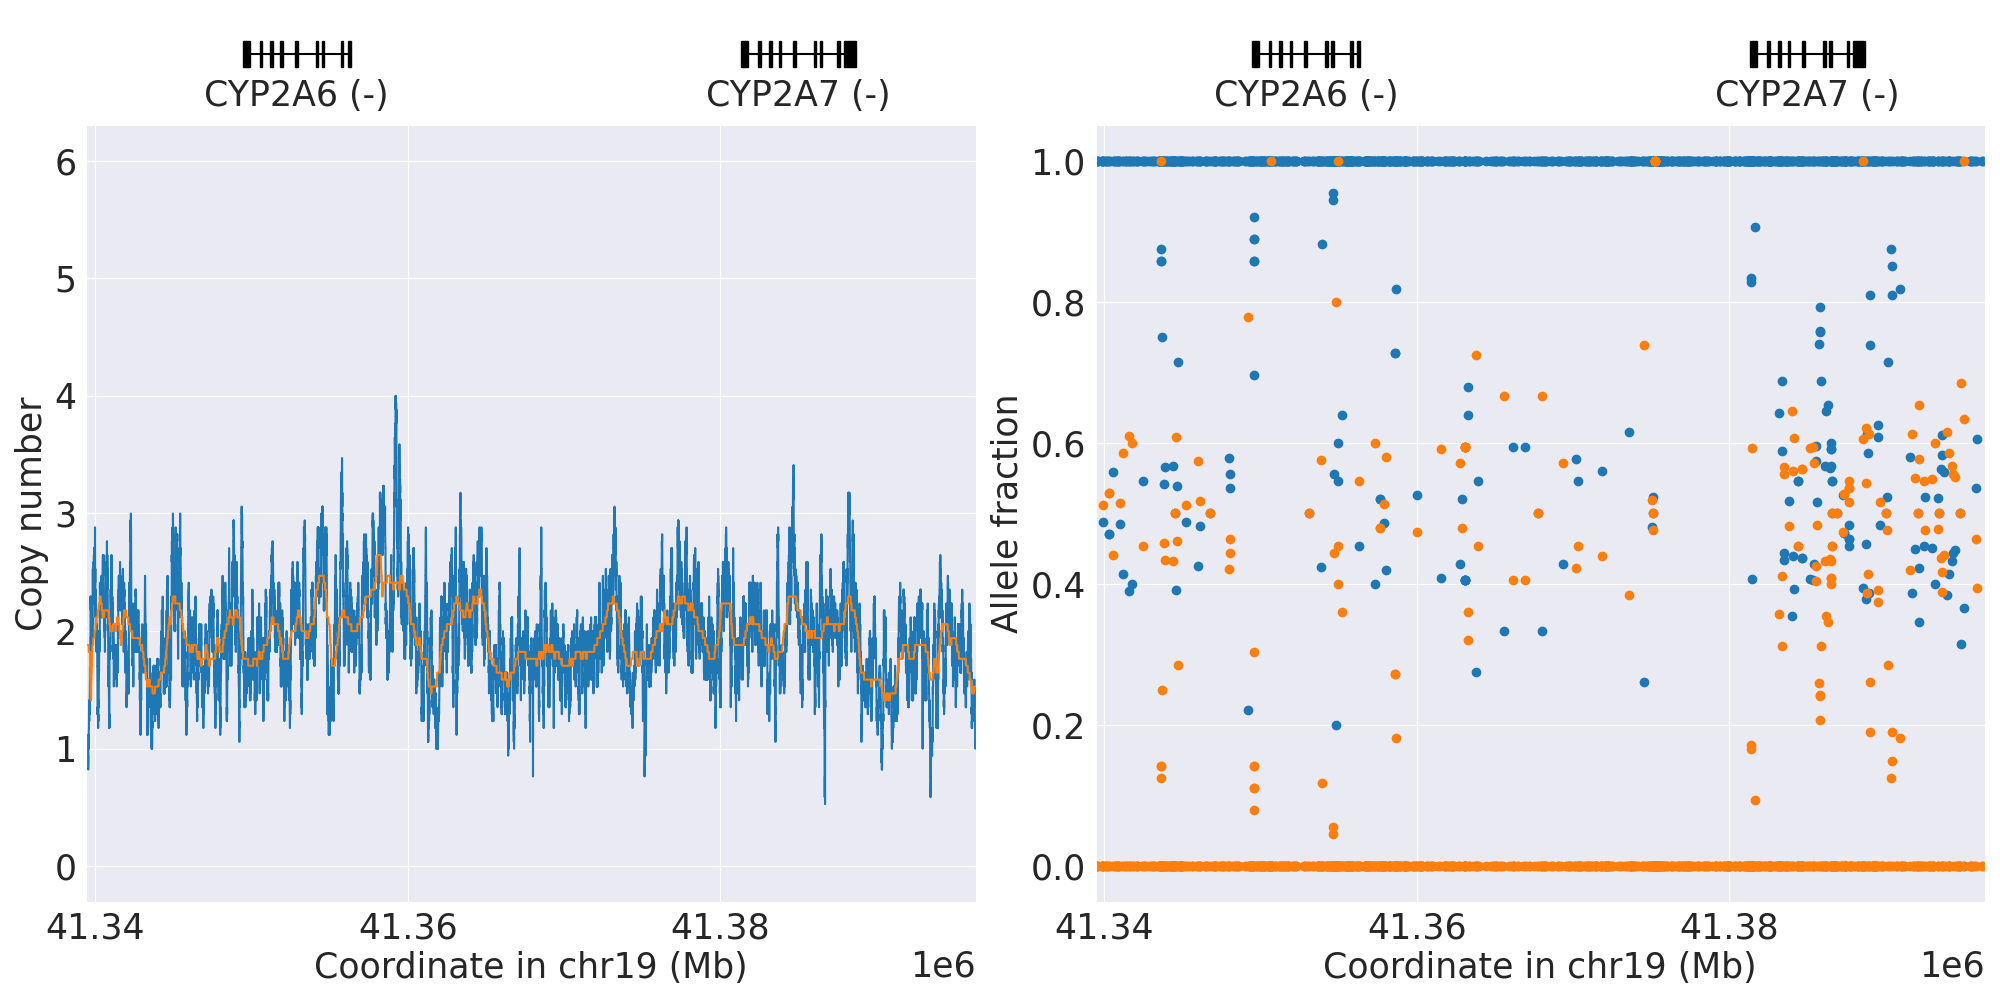 CYP2A6 (-) CYP2A7 (-)
6
5
4
3
2
1
0
Copy number
41.34 41.36 41.38
Coordinate in chr19 (Mb) 1e6
CYP2A6 (-) CYP2A7 (-)
1.0
0.8
0.6
0.4
0.2
0.0
Allele fraction
41.34 41.36 41.38
Coordinate in chr19 (Mb) 1e6